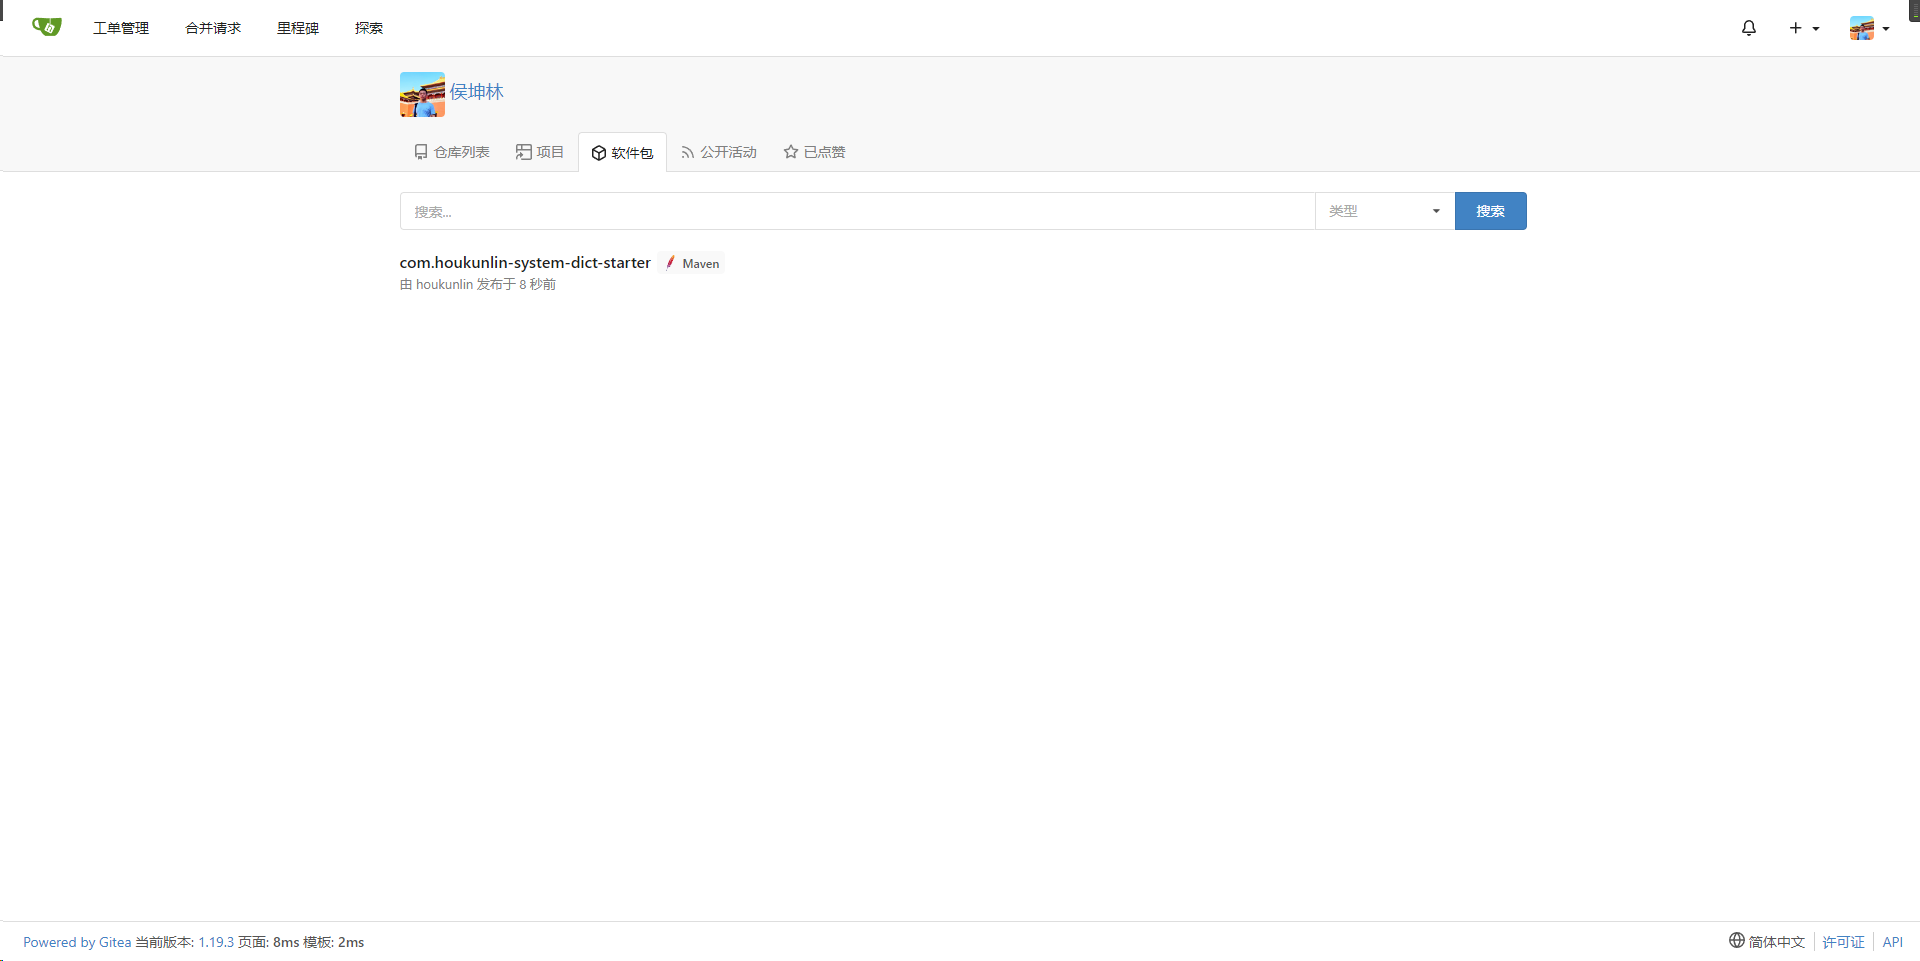 工单管理 合并请求 里程碑 探索
侯坤林
仓库列表 项目 软件包 公开活动 已点赞
搜索... 类型 搜索
com.houkunlin-system-dict-starter Maven
由 houkunlin 发布于 8 秒前
Powered by Gitea 当前版本: 1.19.3 页面: 8ms 模板: 2ms 简体中文 许可证 API